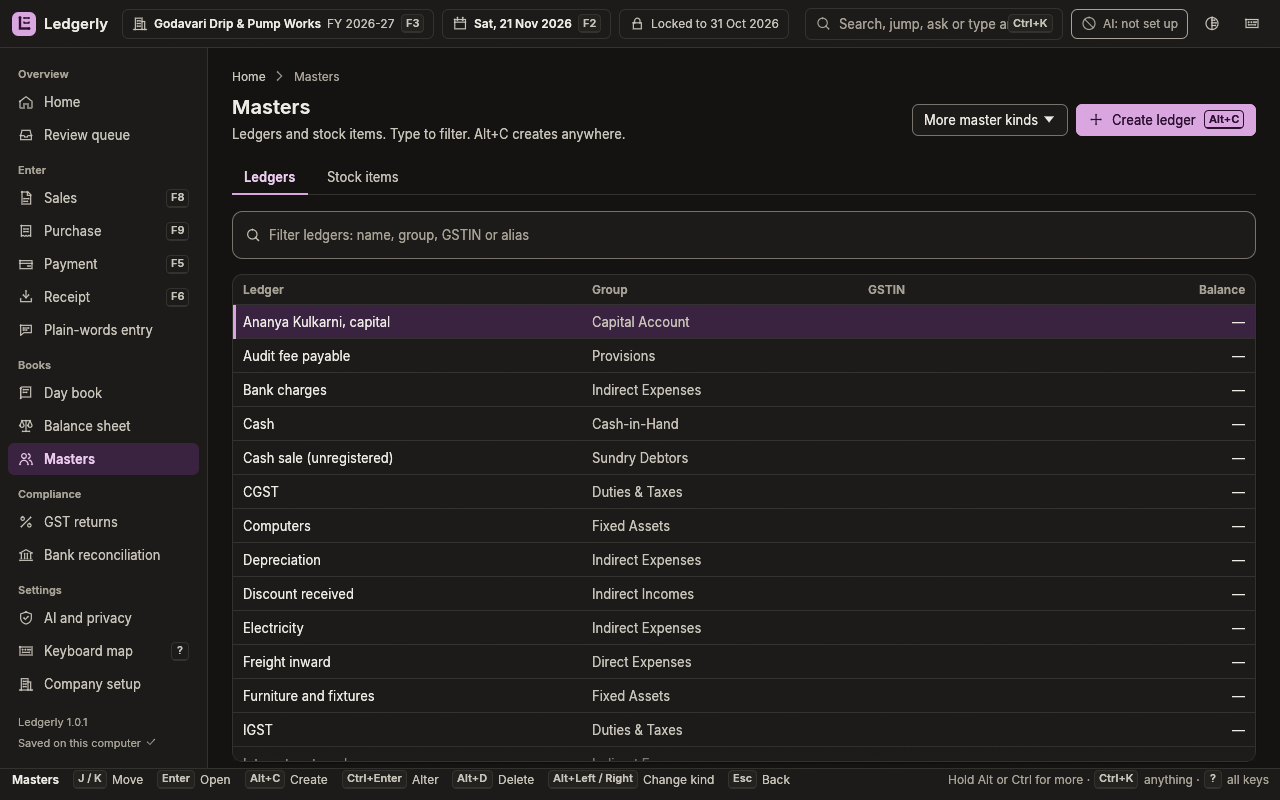 Ledgerly
Godavari Drip & Pump Works FY 2026-27 F3
Sat, 21 Nov 2026 F2
Locked to 31 Oct 2026
Search, jump, ask or type a Ctrl+K
AI: not set up
Overview
Home
Review queue
Enter
Sales F8
Purchase F9
Payment F5
Receipt F6
Plain-words entry
Books
Day book
Balance sheet
Masters
Compliance
GST returns
Bank reconciliation
Settings
AI and privacy
Keyboard map ?
Company setup
Ledgerly 1.0.1
Saved on this computer
Home > Masters
Masters
Ledgers and stock items. Type to filter. Alt+C creates anywhere.
More master kinds
+ Create ledger Alt+C
Ledgers Stock items
Filter ledgers: name, group, GSTIN or alias
Ledger Group GSTIN Balance
Ananya Kulkarni, capital Capital Account —
Audit fee payable Provisions —
Bank charges Indirect Expenses —
Cash Cash-in-Hand —
Cash sale (unregistered) Sundry Debtors —
CGST Duties & Taxes —
Computers Fixed Assets —
Depreciation Indirect Expenses —
Discount received Indirect Incomes —
Electricity Indirect Expenses —
Freight inward Direct Expenses —
Furniture and fixtures Fixed Assets —
IGST Duties & Taxes —
Masters J / K Move Enter Open Alt+C Create Ctrl+Enter Alter Alt+D Delete Alt+Left / Right Change kind Esc Back
Hold Alt or Ctrl for more · Ctrl+K anything · ? all keys